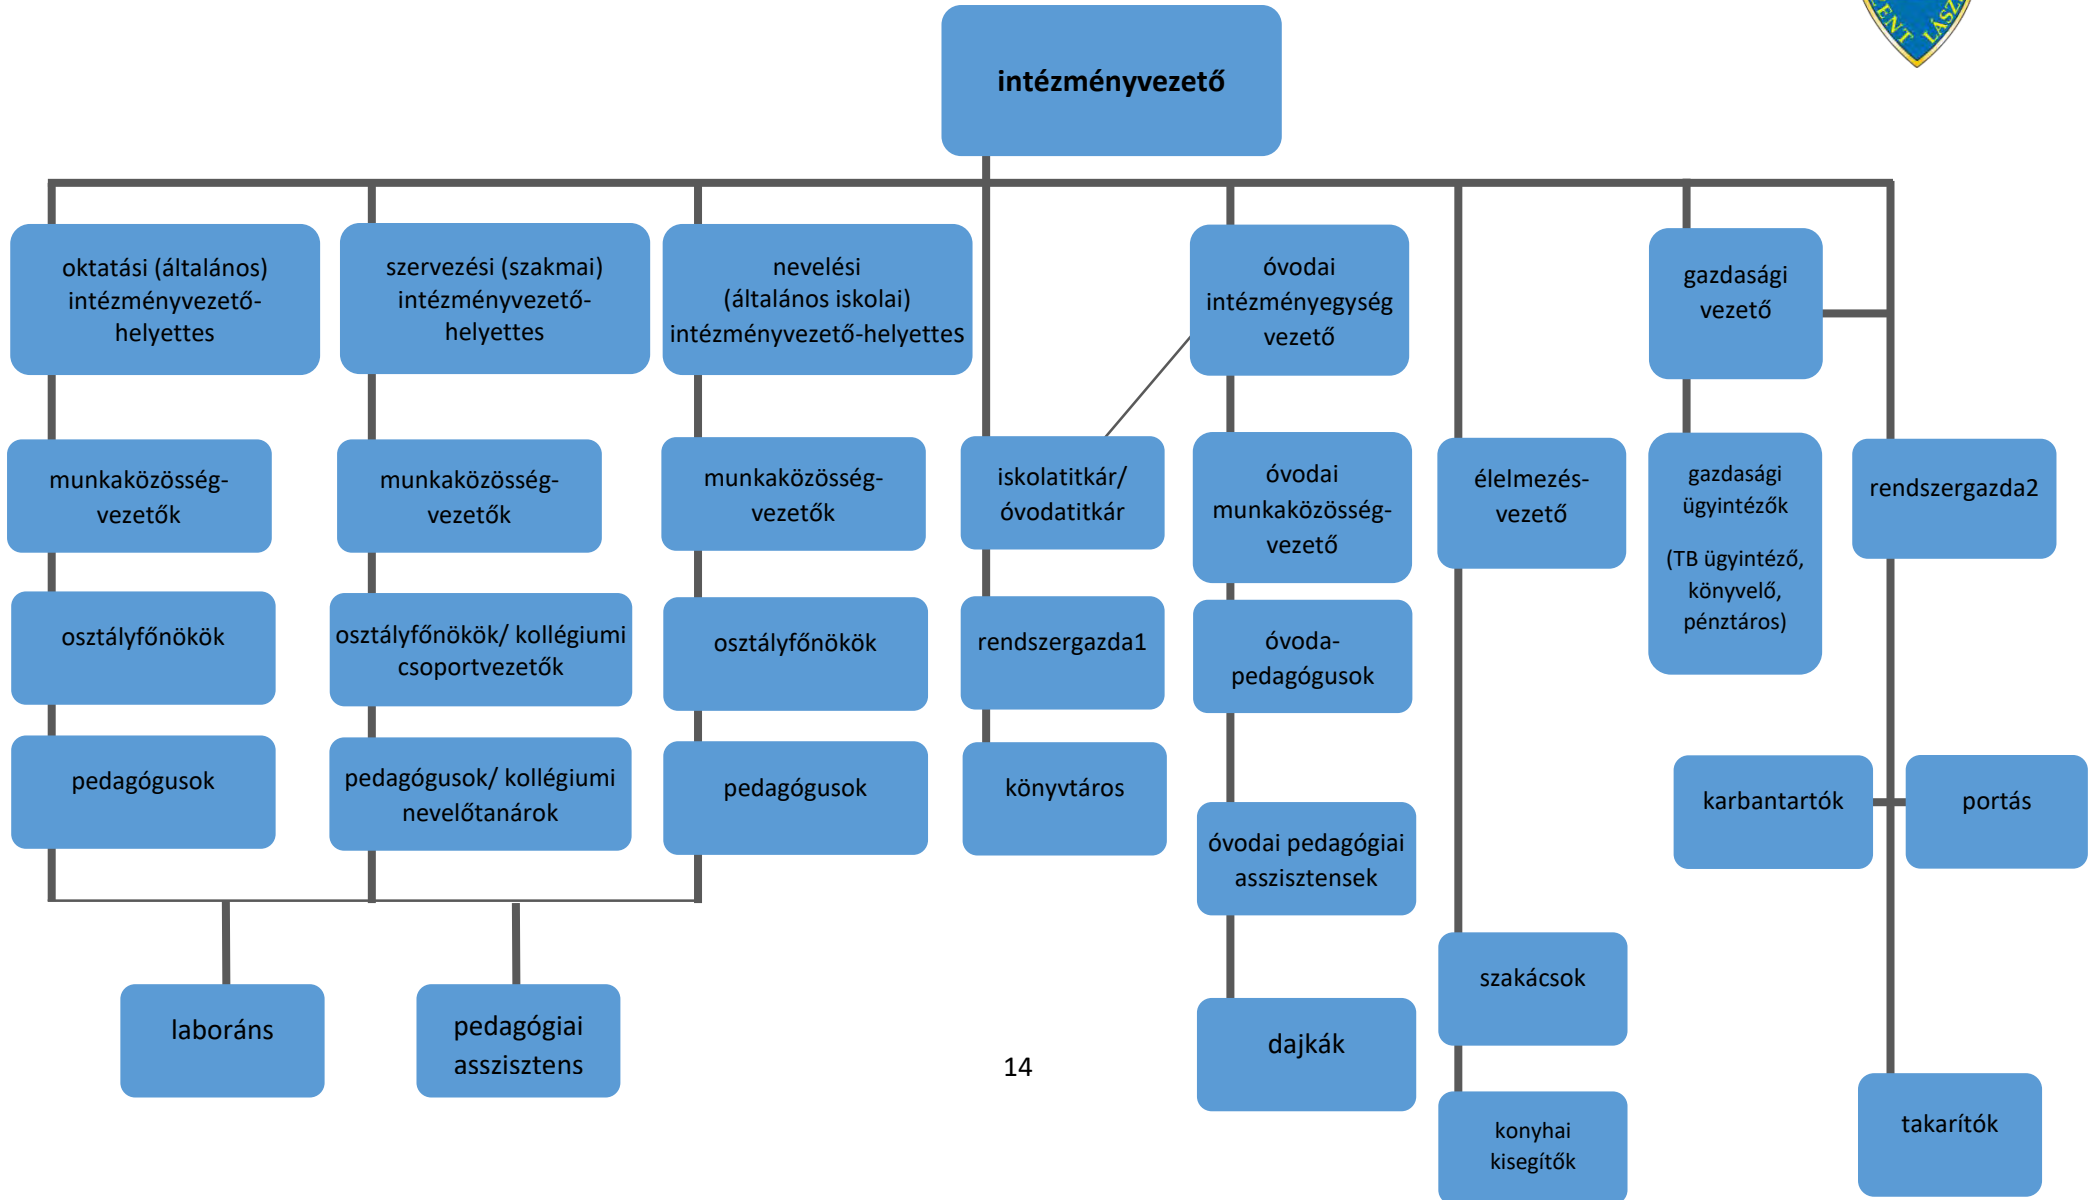 ZENT LÁSZ
intézményvezető
oktatási (általános)
intézményvezető-
helyettes
szervezési (szakmai)
intézményvezető-
helyettes
nevelési
(általános iskolai)
intézményvezető-helyettes
óvodai
intézményegység
vezető
gazdasági
vezető
munkaközösség-
vezetők
munkaközösség-
vezetők
munkaközösség-
vezetők
iskolatitkár/
óvodatitkár
óvodai
munkaközösség-
vezető
élelmezés-
vezető
gazdasági
ügyintézők
(TB ügyintéző,
könyvelő,
pénztáros)
rendszergazda2
osztályfőnökök
osztályfőnökök/ kollégiumi
csoportvezetők
osztályfőnökök
rendszergazda1
óvoda-
pedagógusok
pedagógusok
pedagógusok/ kollégiumi
nevelőtanárok
pedagógusok
könyvtáros
óvodai pedagógiai
asszisztensek
karbantartók
portás
szakácsok
laboráns
pedagógiai
asszisztens
dajkák
konyhai
kisegítők
takarítók
14